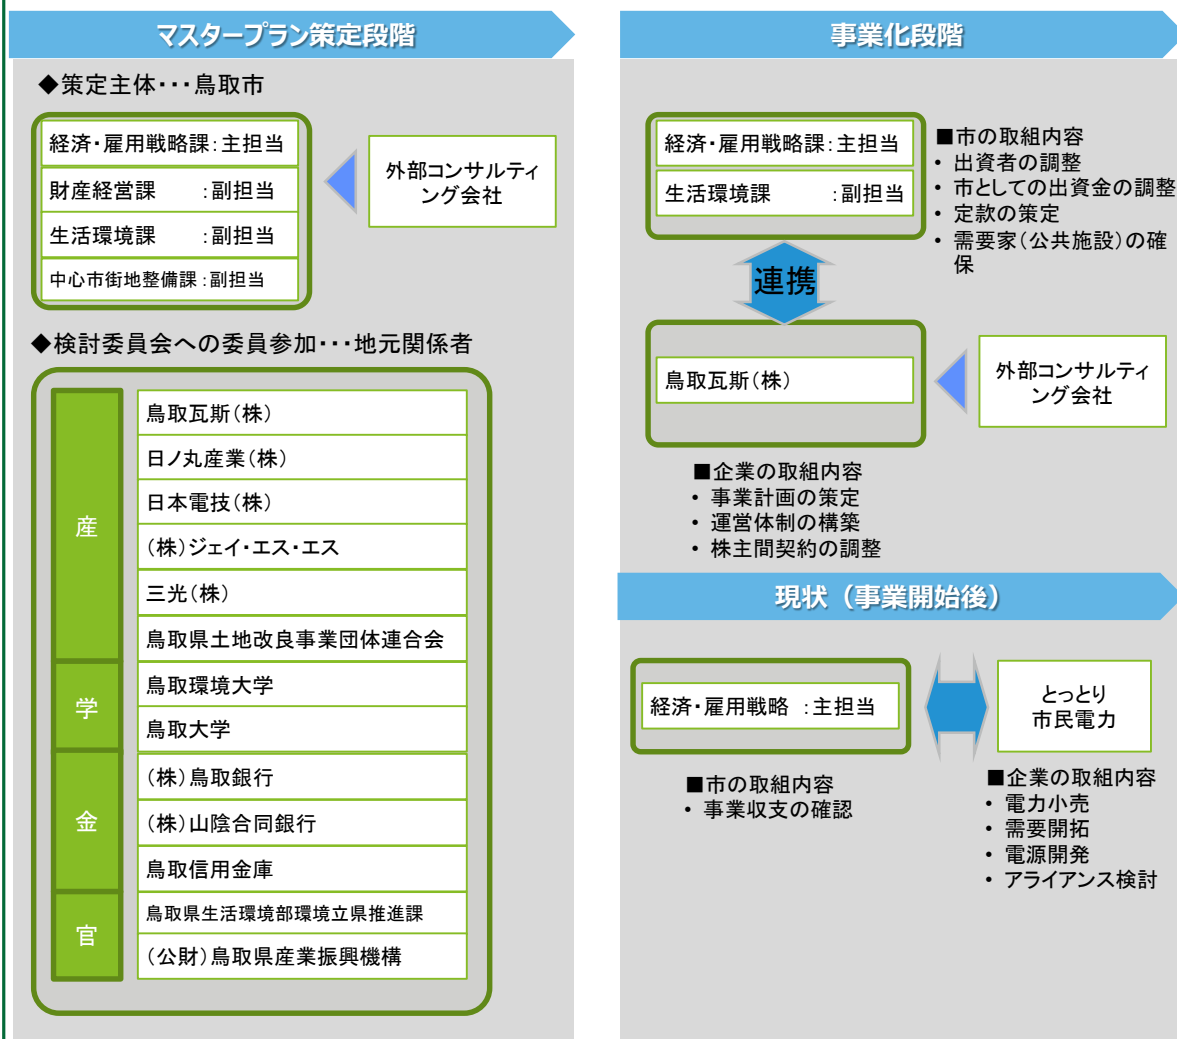 マスタープラン策定段階
◆策定主体・・・鳥取市
経済・雇用戦略課：主担当
財産経営課　　：副担当
生活環境課　　：副担当
中心市街地整備課：副担当
外部コンサルティ
ング会社
◆検討委員会への委員参加・・・地元関係者
産
鳥取瓦斯（株）
日ノ丸産業（株）
日本電技（株）
（株）ジェイ・エス・エス
三光（株）
鳥取県土地改良事業団体連合会
学
鳥取環境大学
鳥取大学
金
（株）鳥取銀行
（株）山陰合同銀行
鳥取信用金庫
官
鳥取県生活環境部環境立県推進課
（公財）鳥取県産業振興機構
事業化段階
経済・雇用戦略課：主担当
生活環境課　　：副担当
■市の取組内容
• 出資者の調整
• 市としての出資金の調整
• 定款の策定
• 需要家（公共施設）の確
保
連携
鳥取瓦斯（株）
外部コンサルティ
ング会社
■企業の取組内容
• 事業計画の策定
• 運営体制の構築
• 株主間契約の調整
現状（事業開始後）
経済・雇用戦略　：主担当
とっとり
市民電力
■市の取組内容
• 事業収支の確認
■企業の取組内容
• 電力小売
• 需要開拓
• 電源開発
• アライアンス検討